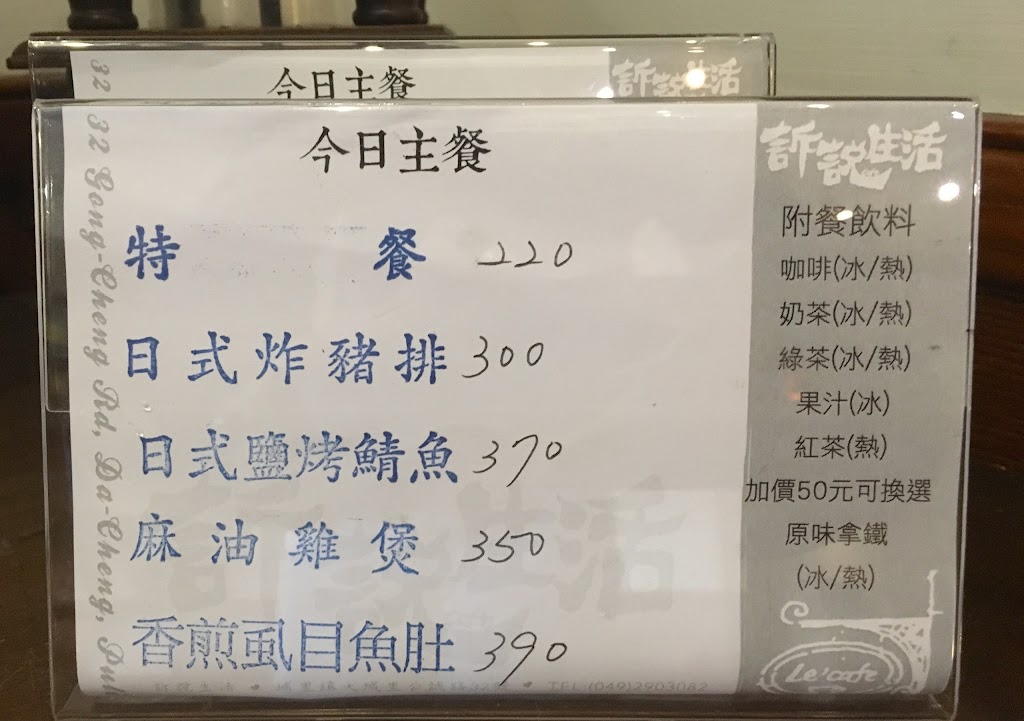 今日主餐
訴說生活
今日主餐
特餐 220
日式炸豬排 300
日式鹽烤鯖魚 370
麻油雞煲 350
香煎虱目魚肚 390
訴說生活
附餐飲料
咖啡(冰/熱)
奶茶(冰/熱)
綠茶(冰/熱)
果汁(冰)
紅茶(熱)
加價50元可換選
原味拿鐵
(冰/熱)
Le'cafe
32 Gong-Cheng Rd, Da-Cheng, Puli
訴說生活
TEL (049)2903082
32